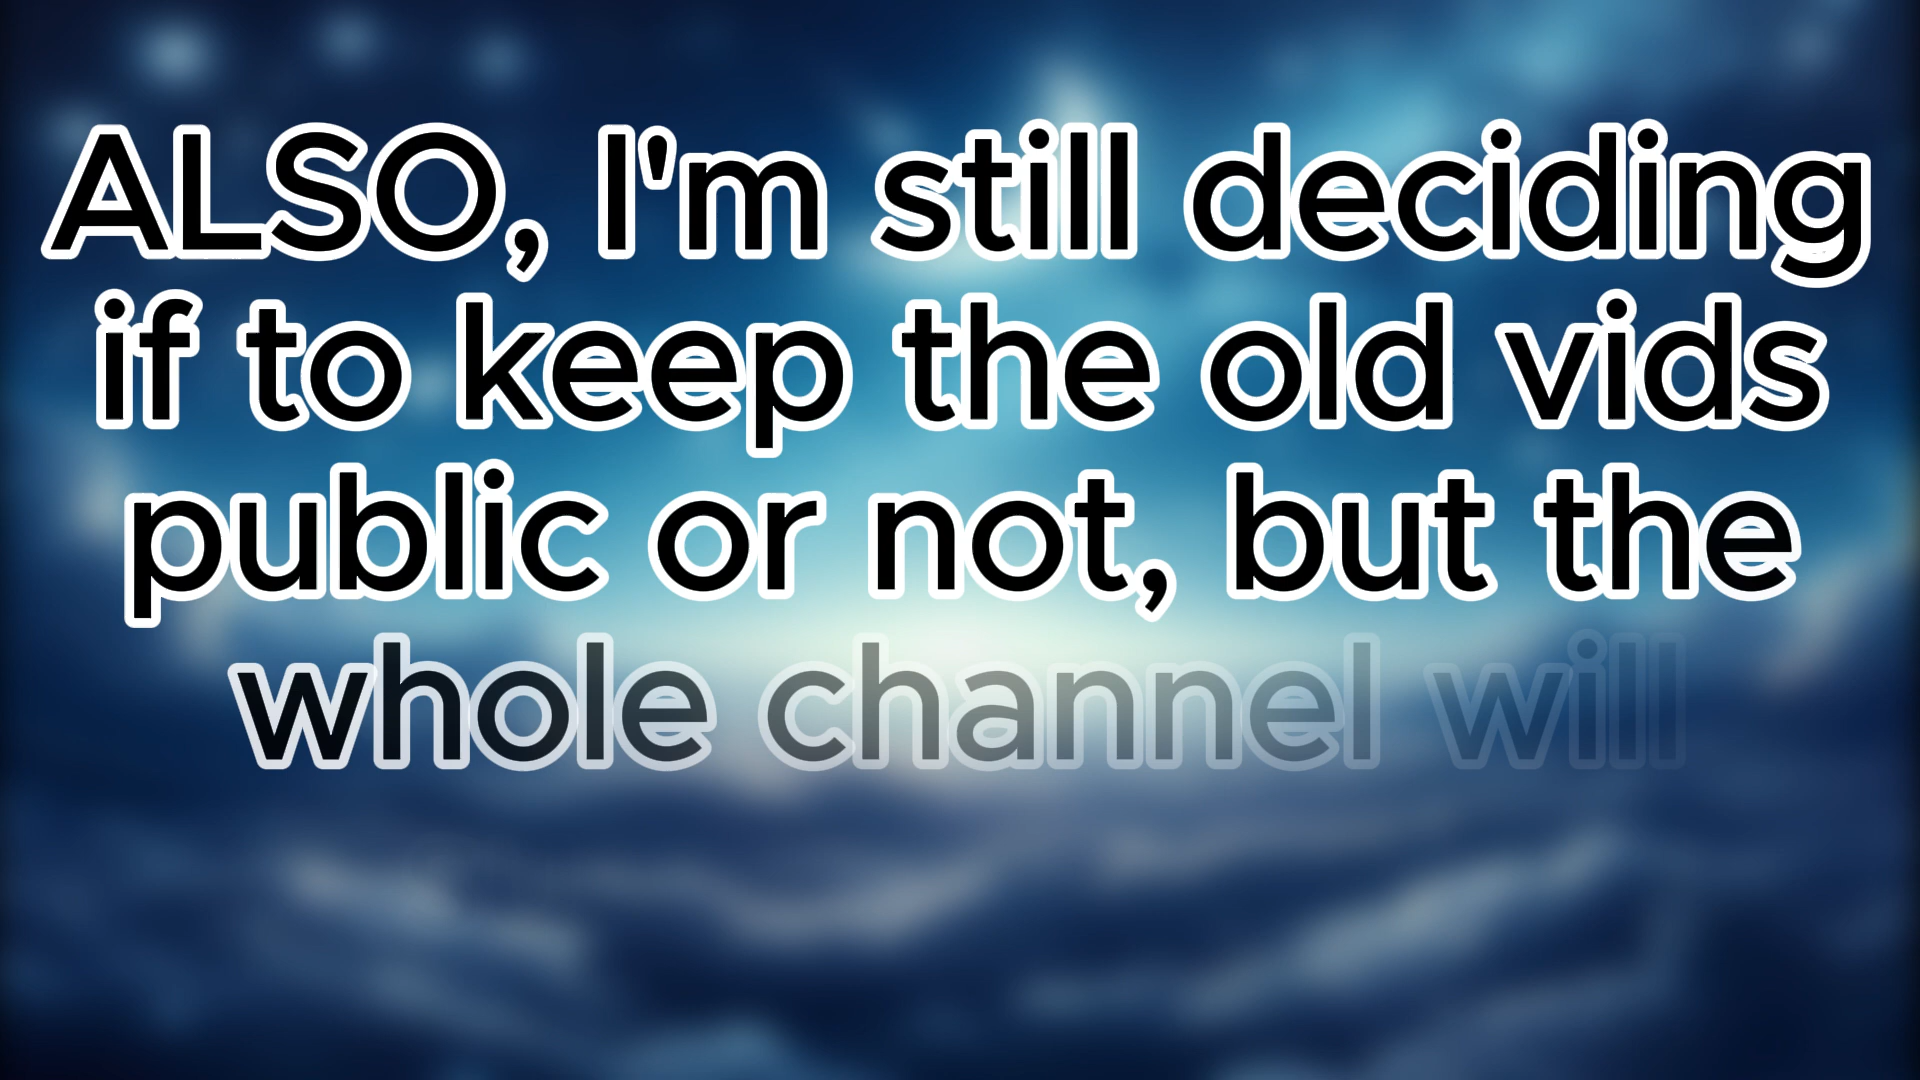 ALSO, I'm still deciding
if to keep the old vids
public or not, but the
whole channel will